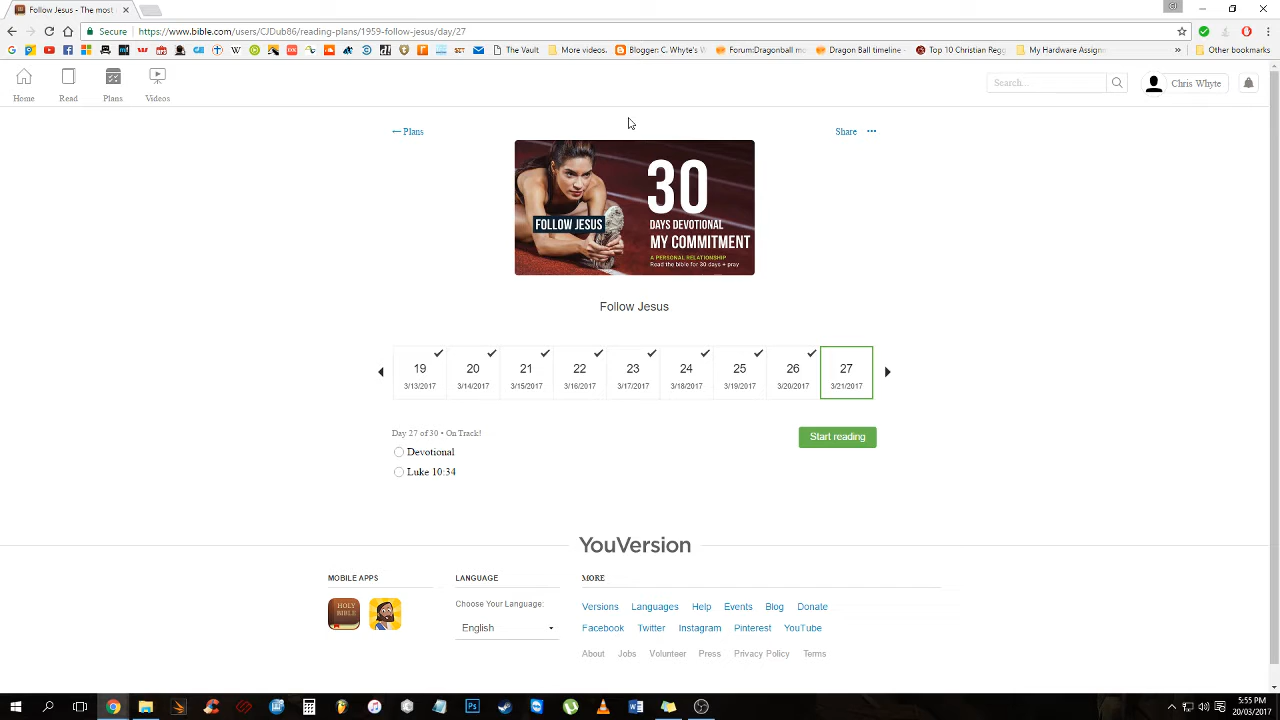 Follow Jesus - The most
Secure
https://www.bible.com/users/CJDub86/reading-plans/1959-follow-jesus/day/27
The Vault
More videos
Blogger: C. Whyte's W
ForumDragonball m
Dragon Ball timeline -
Top 10 Christian Reg
My Hardware Assign
Other bookmarks
Home
Read
Plans
Videos
Search...
Chris Whyte
← Plans
Share
FOLLOW JESUS
30
DAYS DEVOTIONAL
MY COMMITMENT
A PERSONAL RELATIONSHIP
Read the bible for 30 days + pray
Follow Jesus
19
3/13/2017
20
3/14/2017
21
3/15/2017
22
3/16/2017
23
3/17/2017
24
3/18/2017
25
3/19/2017
26
3/20/2017
27
3/21/2017
Day 27 of 30 • On Track!
Start reading
Devotional
Luke 10:34
YouVersion
MOBILE APPS
HOLY BIBLE
LANGUAGE
Choose Your Language:
English
MORE
Versions Languages Help Events Blog Donate
Facebook Twitter Instagram Pinterest YouTube
About Jobs Volunteer Press Privacy Policy Terms
5:55 PM
20/03/2017